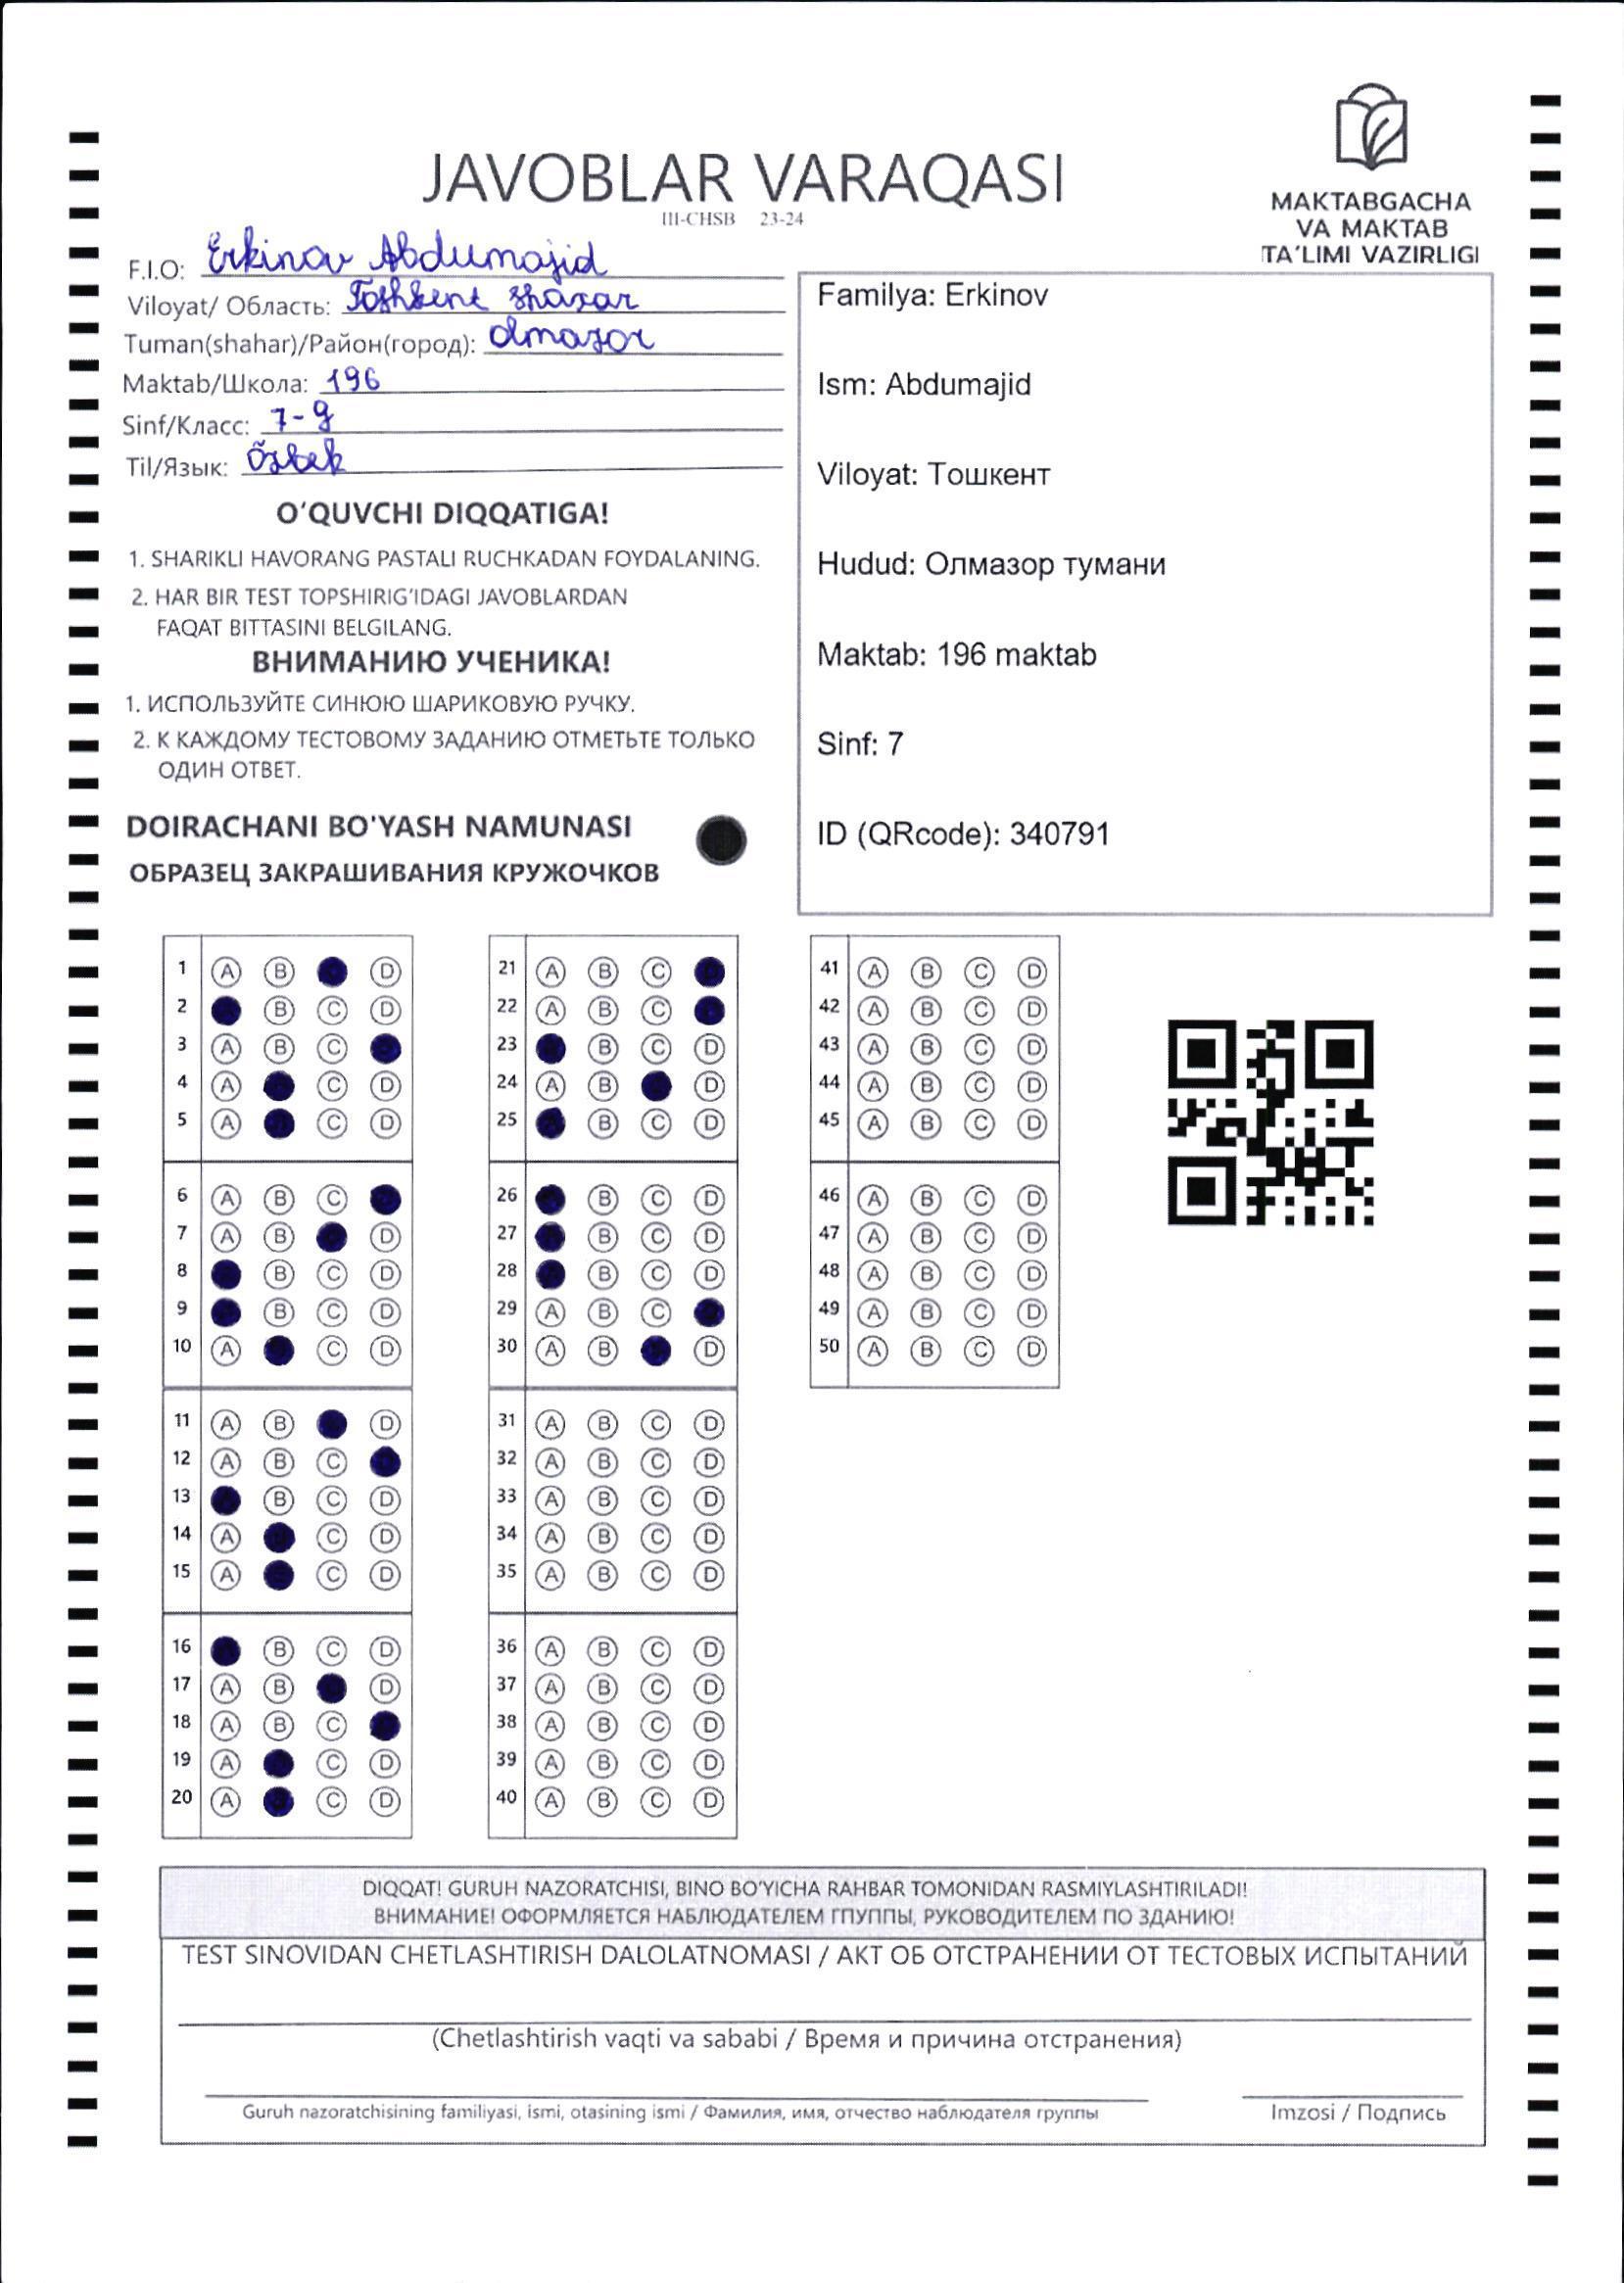 JAVOBLAR VARAQASI
III-CHSB 23-24
MAKTABGACHA
VA MAKTAB
TA'LIMI VAZIRLIGI
F.I.O: Erkinov Abdumajid
Viloyat/ Область: Toshkent shaxar
Tuman(shahar)/Район(город): Olmazor
Maktab/Школа: 196
Sinf/Класс: 7-g
Til/Язык: Õzbek
O'QUVCHI DIQQATIGA!
1. SHARIKLI HAVORANG PASTALI RUCHKADAN FOYDALANING.
2. HAR BIR TEST TOPSHIRIG'IDAGI JAVOBLARDAN
FAQAT BITTASINI BELGILANG.
ВНИМАНИЮ УЧЕНИКА!
1. ИСПОЛЬЗУЙТЕ СИНЮЮ ШАРИКОВУЮ РУЧКУ.
2. К КАЖДОМУ ТЕСТОВОМУ ЗАДАНИЮ ОТМЕТЬТЕ ТОЛЬКО
ОДИН ОТВЕТ.
DOIRACHANI BO'YASH NAMUNASI
ОБРАЗЕЦ ЗАКРАШИВАНИЯ КРУЖОЧКОВ
Familya: Erkinov
Ism: Abdumajid
Viloyat: Тошкент
Hudud: Олмазор тумани
Maktab: 196 maktab
Sinf: 7
ID (QRcode): 340791
1 A B D
2 B C D
3 A B C
4 A C D
5 A C D
6 A B C
7 A B D
8 B C D
9 B C D
10 A C D
11 A B D
12 A B C
13 B C D
14 A C D
15 A C D
16 B C D
17 A B D
18 A B C
19 A C D
20 A C D
21 A B C
22 A B C
23 B C D
24 A B D
25 B C D
26 B C D
27 B C D
28 B C D
29 A B C
30 A B D
31 A B C D
32 A B C D
33 A B C D
34 A B C D
35 A B C D
36 A B C D
37 A B C D
38 A B C D
39 A B C D
40 A B C D
41 A B C D
42 A B C D
43 A B C D
44 A B C D
45 A B C D
46 A B C D
47 A B C D
48 A B C D
49 A B C D
50 A B C D
DIQQAT! GURUH NAZORATCHISI, BINO BO'YICHA RAHBAR TOMONIDAN RASMIYLASHTIRILADI!
ВНИМАНИЕ! ОФОРМЛЯЕТСЯ НАБЛЮДАТЕЛЕМ ГПУППЫ, РУКОВОДИТЕЛЕМ ПО ЗДАНИЮ!
TEST SINOVIDAN CHETLASHTIRISH DALOLATNOMASI / АКТ ОБ ОТСТРАНЕНИИ ОТ ТЕСТОВЫХ ИСПЫТАНИЙ
(Chetlashtirish vaqti va sababi / Время и причина отстранения)
Guruh nazoratchisining familiyasi, ismi, otasining ismi / Фамилия, имя, отчество наблюдателя группы
Imzosi / Подпись